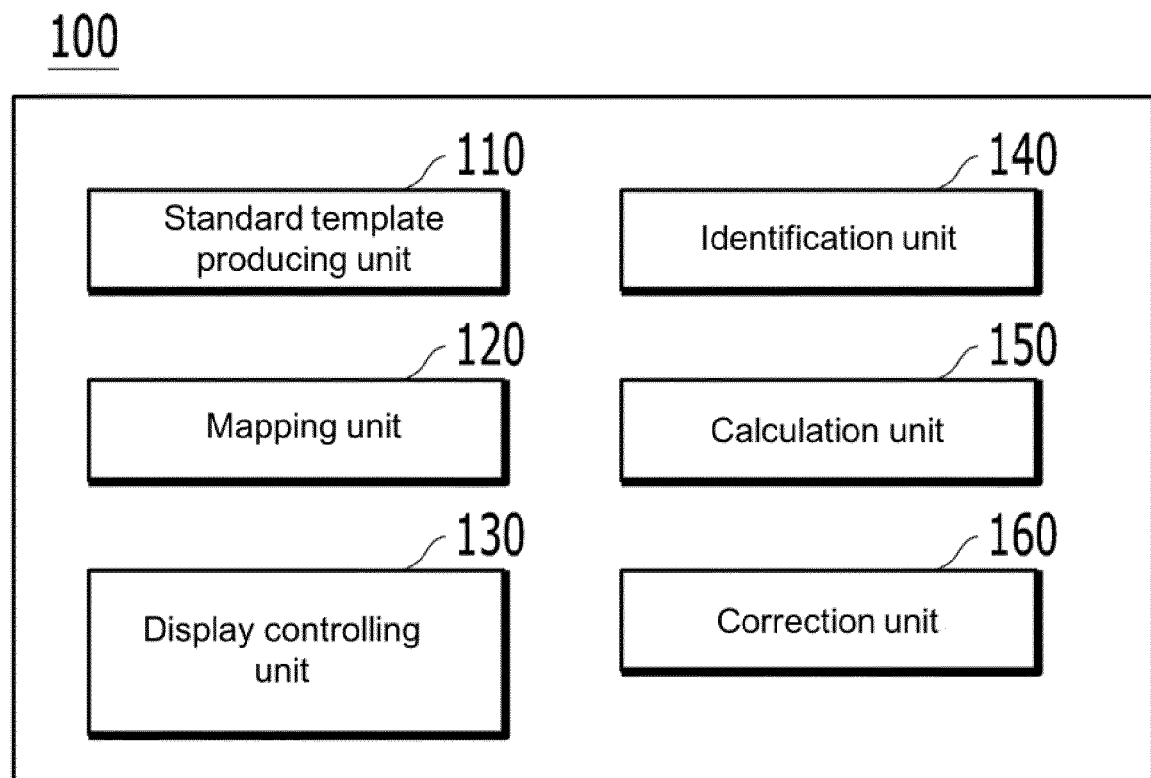 100
110
Standard template
producing unit
140
Identification unit
120
Mapping unit
150
Calculation unit
130
Display controlling
unit
160
Correction unit